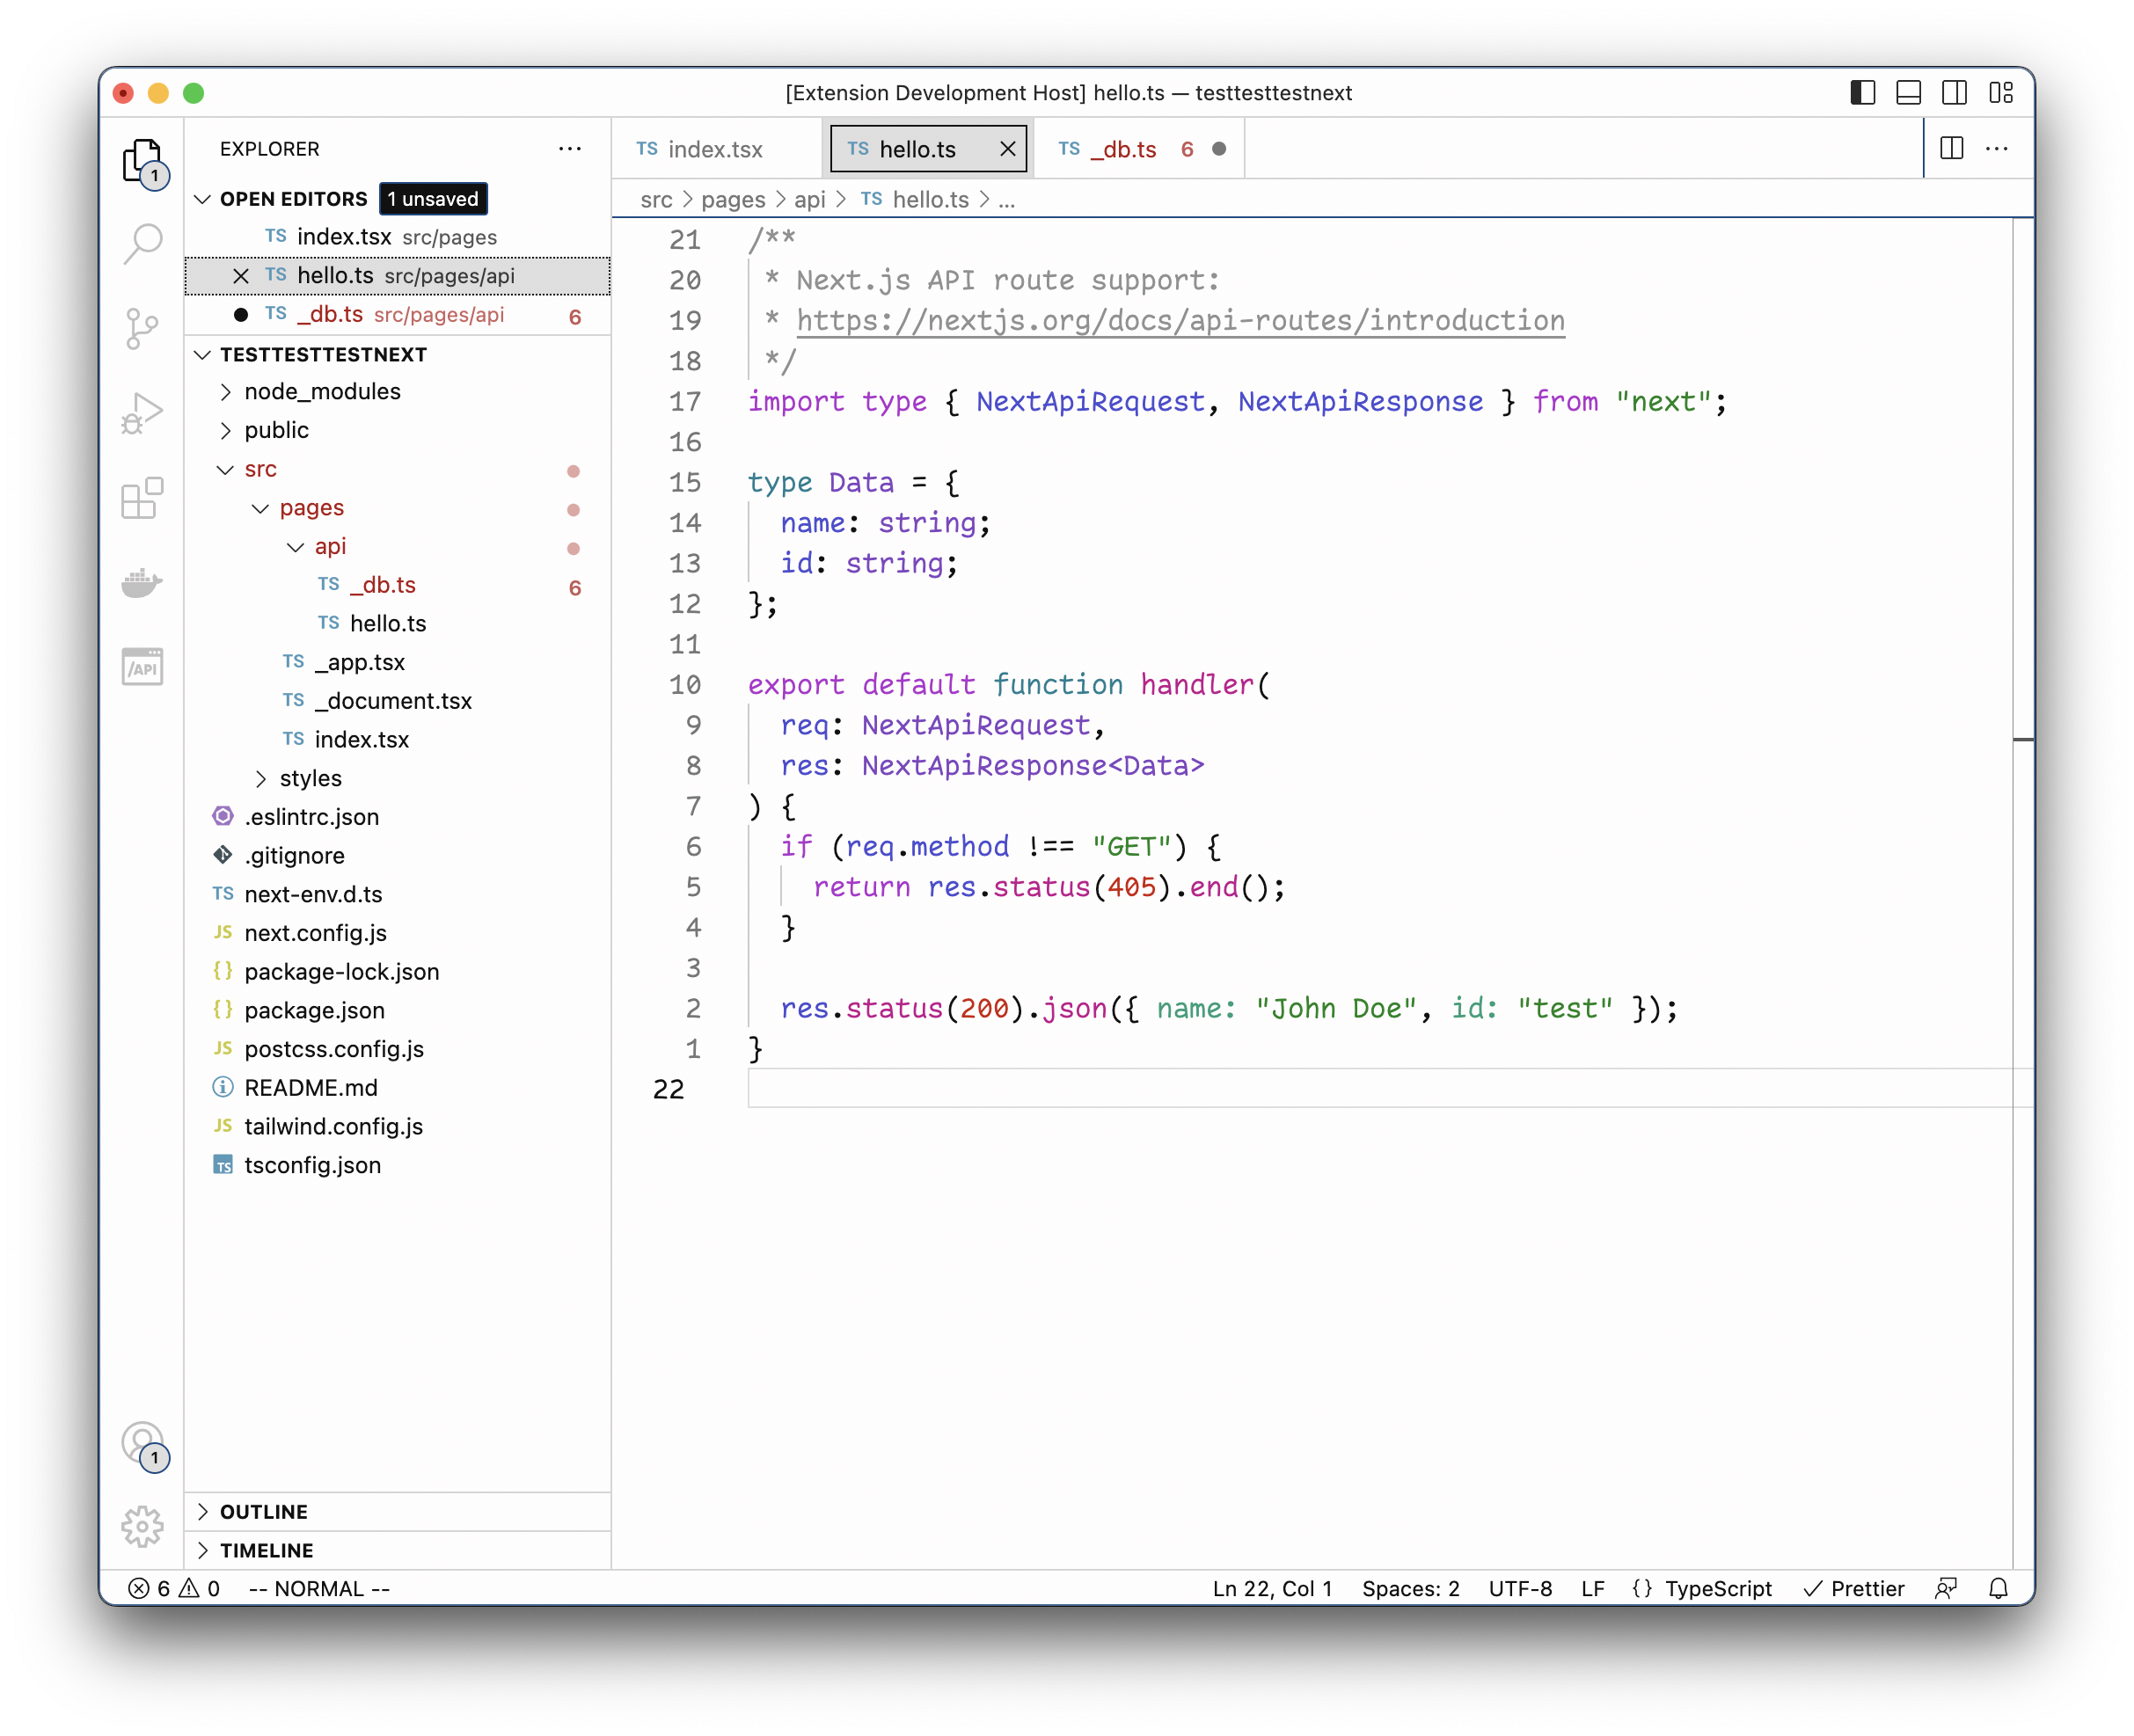 [Extension Development Host] hello.ts — testtesttestnext
EXPLORER
OPEN EDITORS 1 unsaved
TS index.tsx src/pages
TS hello.ts src/pages/api
TS _db.ts src/pages/api 6
TESTTESTTESTNEXT
node_modules
public
src
pages
api
TS _db.ts 6
TS hello.ts
TS _app.tsx
TS _document.tsx
TS index.tsx
styles
.eslintrc.json
.gitignore
TS next-env.d.ts
JS next.config.js
{} package-lock.json
{} package.json
JS postcss.config.js
README.md
JS tailwind.config.js
TS tsconfig.json
OUTLINE
TIMELINE
1
/API
1
TS index.tsx
TS hello.ts
TS _db.ts 6
src > pages > api > TS hello.ts > ...
21 /**
20 * Next.js API route support:
19 * https://nextjs.org/docs/api-routes/introduction
18 */
17 import type { NextApiRequest, NextApiResponse } from "next";
16
15 type Data = {
14 name: string;
13 id: string;
12 };
11
10 export default function handler(
9 req: NextApiRequest,
8 res: NextApiResponse<Data>
7 ) {
6 if (req.method !== "GET") {
5 return res.status(405).end();
4 }
3
2 res.status(200).json({ name: "John Doe", id: "test" });
1 }
22
6 0 -- NORMAL --
Ln 22, Col 1 Spaces: 2 UTF-8 LF {} TypeScript Prettier